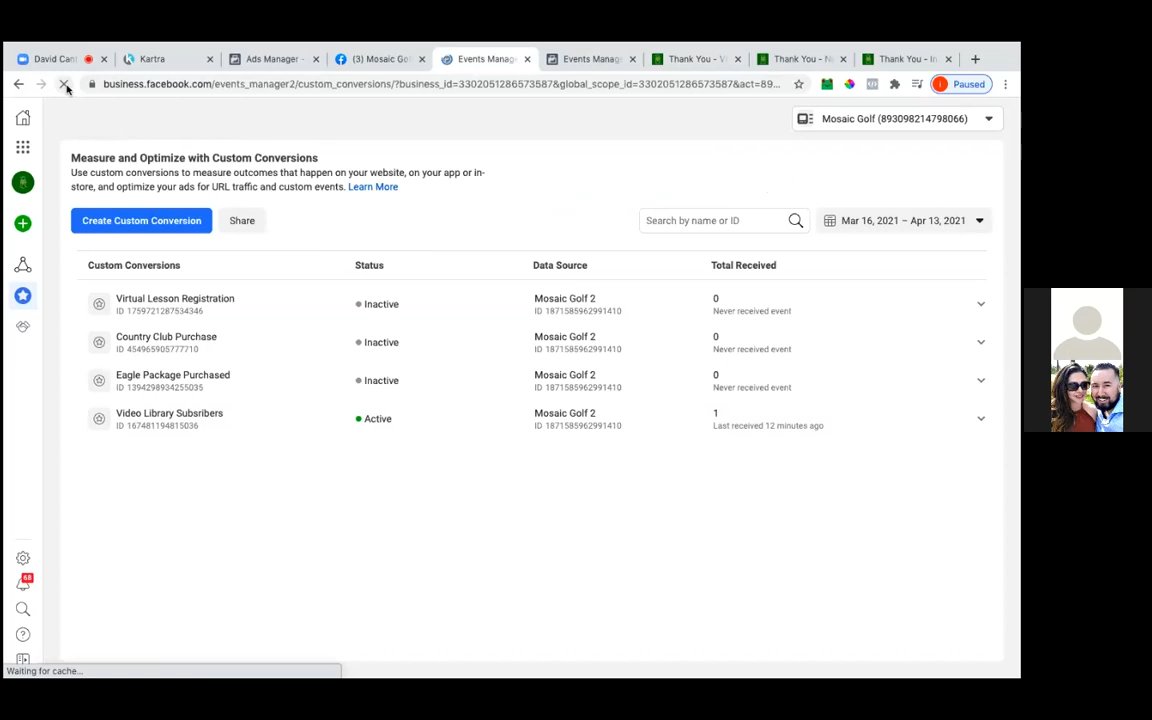 David Can
Kartra
Ads Manager -
(3) Mosaic Gol
Events Manag
Events Manag
Thank You - V
Thank You - N
Thank You - In
business.facebook.com/events_manager2/custom_conversions/?business_id=3302051286573587&global_scope_id=3302051286573587&act=89...
Paused
Mosaic Golf (893098214798066)
Measure and Optimize with Custom Conversions
Use custom conversions to measure outcomes that happen on your website, on your app or in-
store, and optimize your ads for URL traffic and custom events. Learn More
Create Custom Conversion
Share
Search by name or ID
Mar 16, 2021 – Apr 13, 2021
Custom Conversions Status Data Source Total Received
Virtual Lesson Registration Inactive Mosaic Golf 2 0
ID 1759721287534346 ID 1871585962991410 Never received event
Country Club Purchase Inactive Mosaic Golf 2 0
ID 454965905777710 ID 1871585962991410 Never received event
Eagle Package Purchased Inactive Mosaic Golf 2 0
ID 1394298934255035 ID 1871585962991410 Never received event
Video Library Subsribers Active Mosaic Golf 2 1
ID 167481194815036 ID 1871585962991410 Last received 12 minutes ago
68
Waiting for cache...